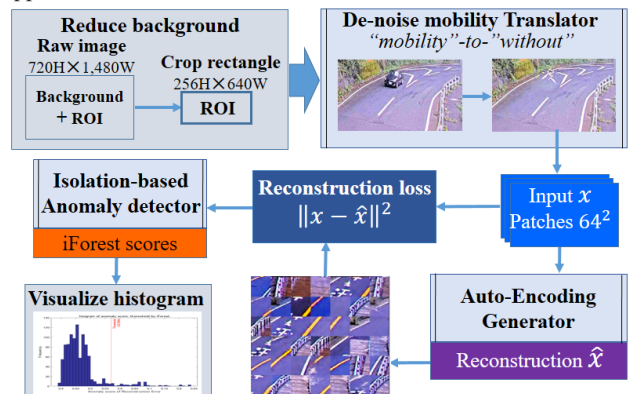 Reduce background
Raw image
720H×1,480W
Background
+ ROI
Crop rectangle
256H×640W
ROI
De-noise mobility Translator
“mobility”-to-”without”
Input x
Patches 64²
Auto-Encoding
Generator
Reconstruction x̂
Reconstruction loss
‖x − x̂‖²
Isolation-based
Anomaly detector
iForest scores
Visualize histogram